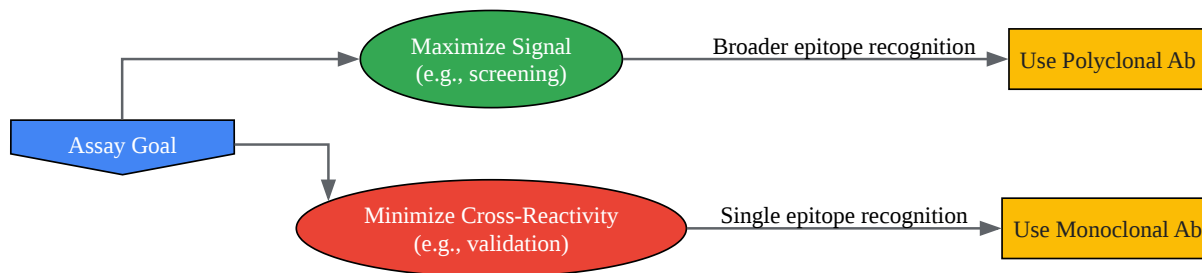 Assay Goal
Maximize Signal
(e.g., screening)
Broader epitope recognition
Use Polyclonal Ab
Minimize Cross-Reactivity
(e.g., validation)
Single epitope recognition
Use Monoclonal Ab